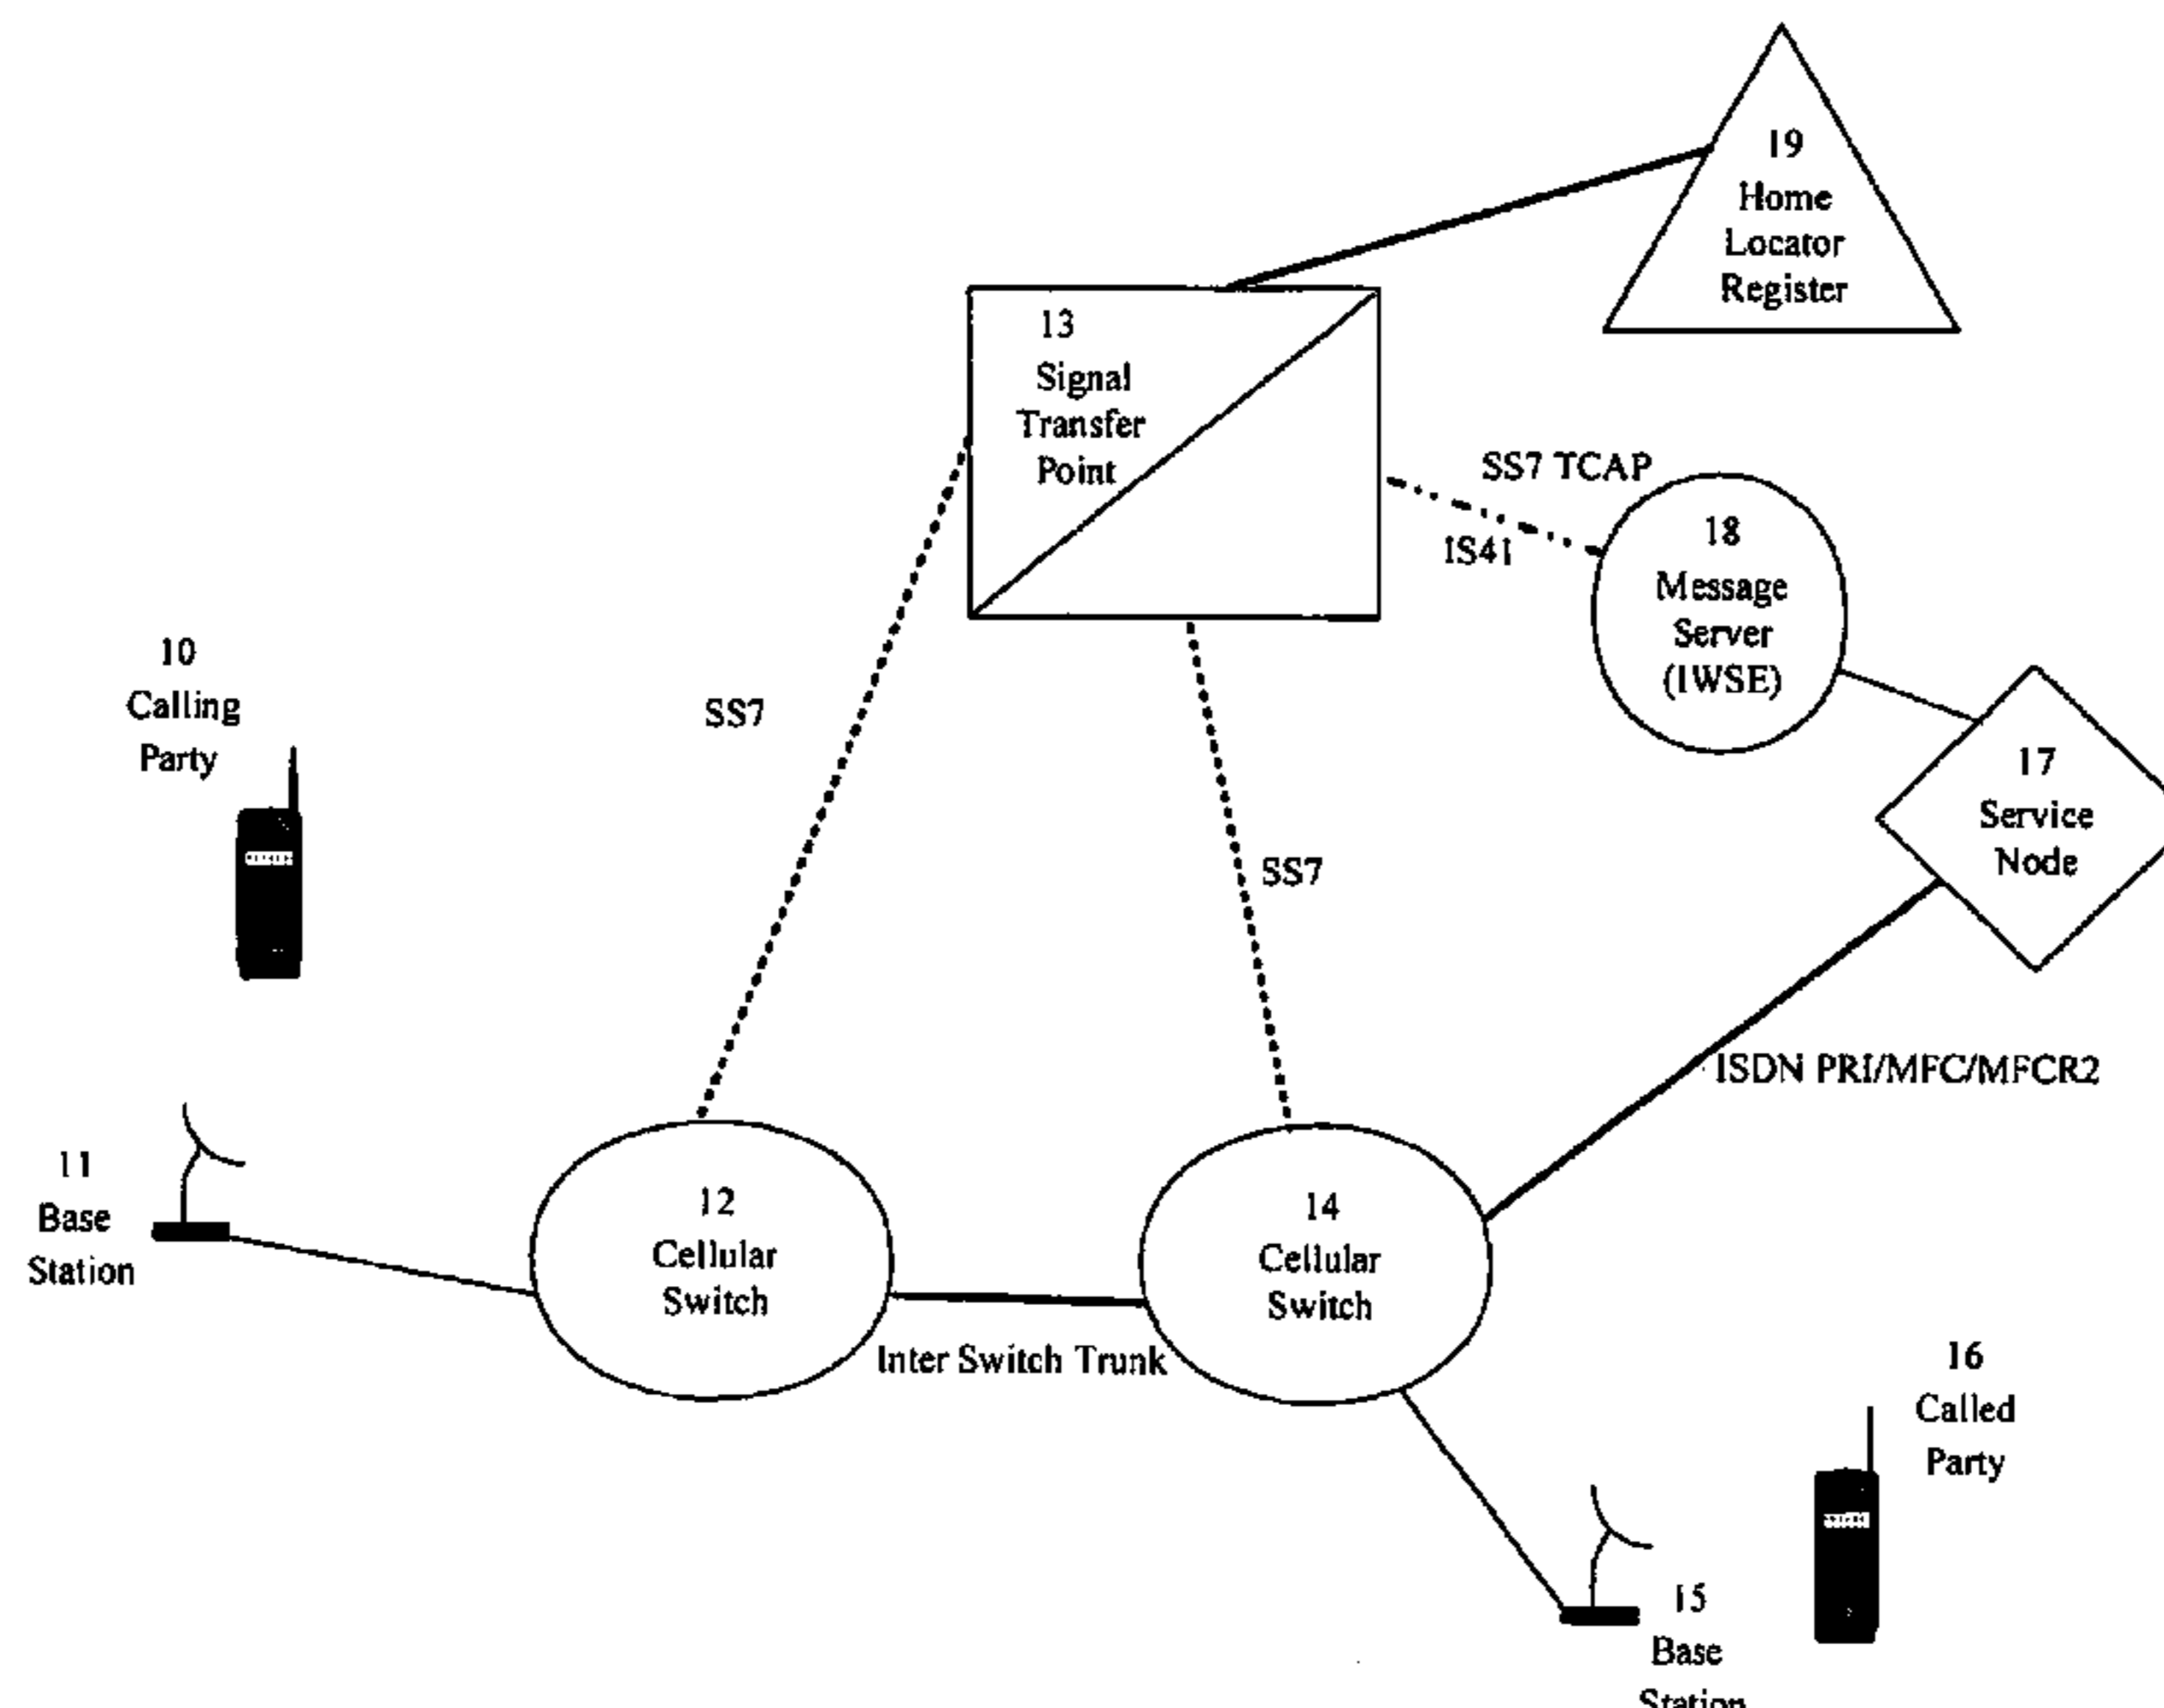 19
Home
Locator
Register
13
Signal
Transfer
Point
SS7 TCAP
IS41
18
Message
Server
(IWSE)
10
Calling
Party
SS7
17
Service
Node
SS7
ISDN PRI/MFC/MFCR2
11
Base
Station
12
Cellular
Switch
14
Cellular
Switch
Inter Switch Trunk
16
Called
Party
15
Base
Station